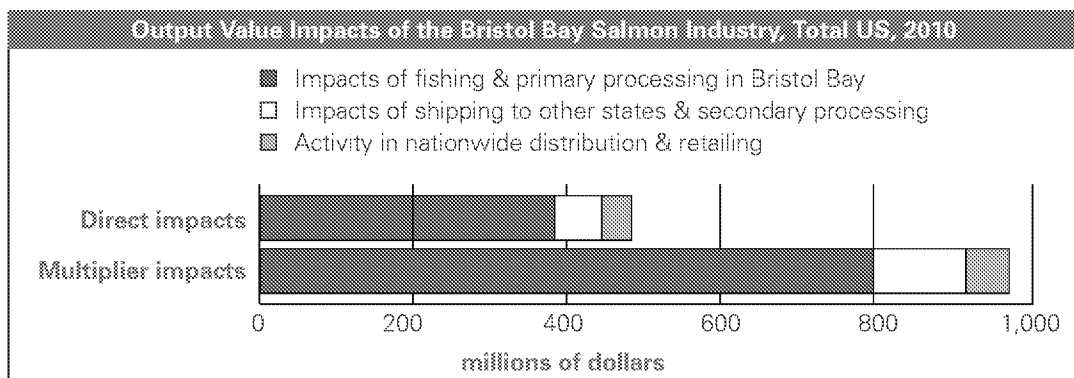 Output Value Impacts of the Bristol Bay Salmon Industry, Total US, 2010
Impacts of fishing & primary processing in Bristol Bay
Impacts of shipping to other states & secondary processing
Activity in nationwide distribution & retailing
Direct impacts
Multiplier impacts
0 200 400 600 800 1,000
millions of dollars